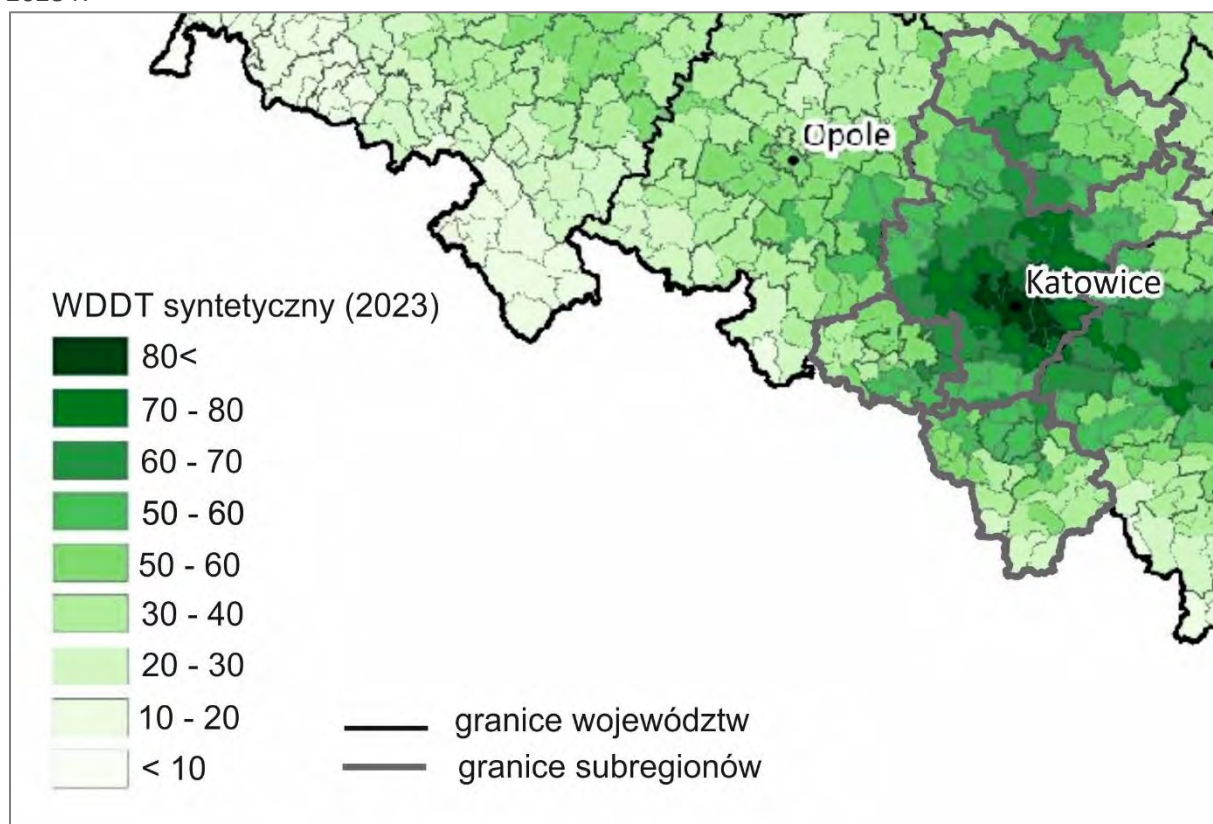 Opole
Katowice
WDDT syntetyczny (2023)
80<
70 - 80
60 - 70
50 - 60
50 - 60
30 - 40
20 - 30
10 - 20
< 10
granice województw
granice subregionów